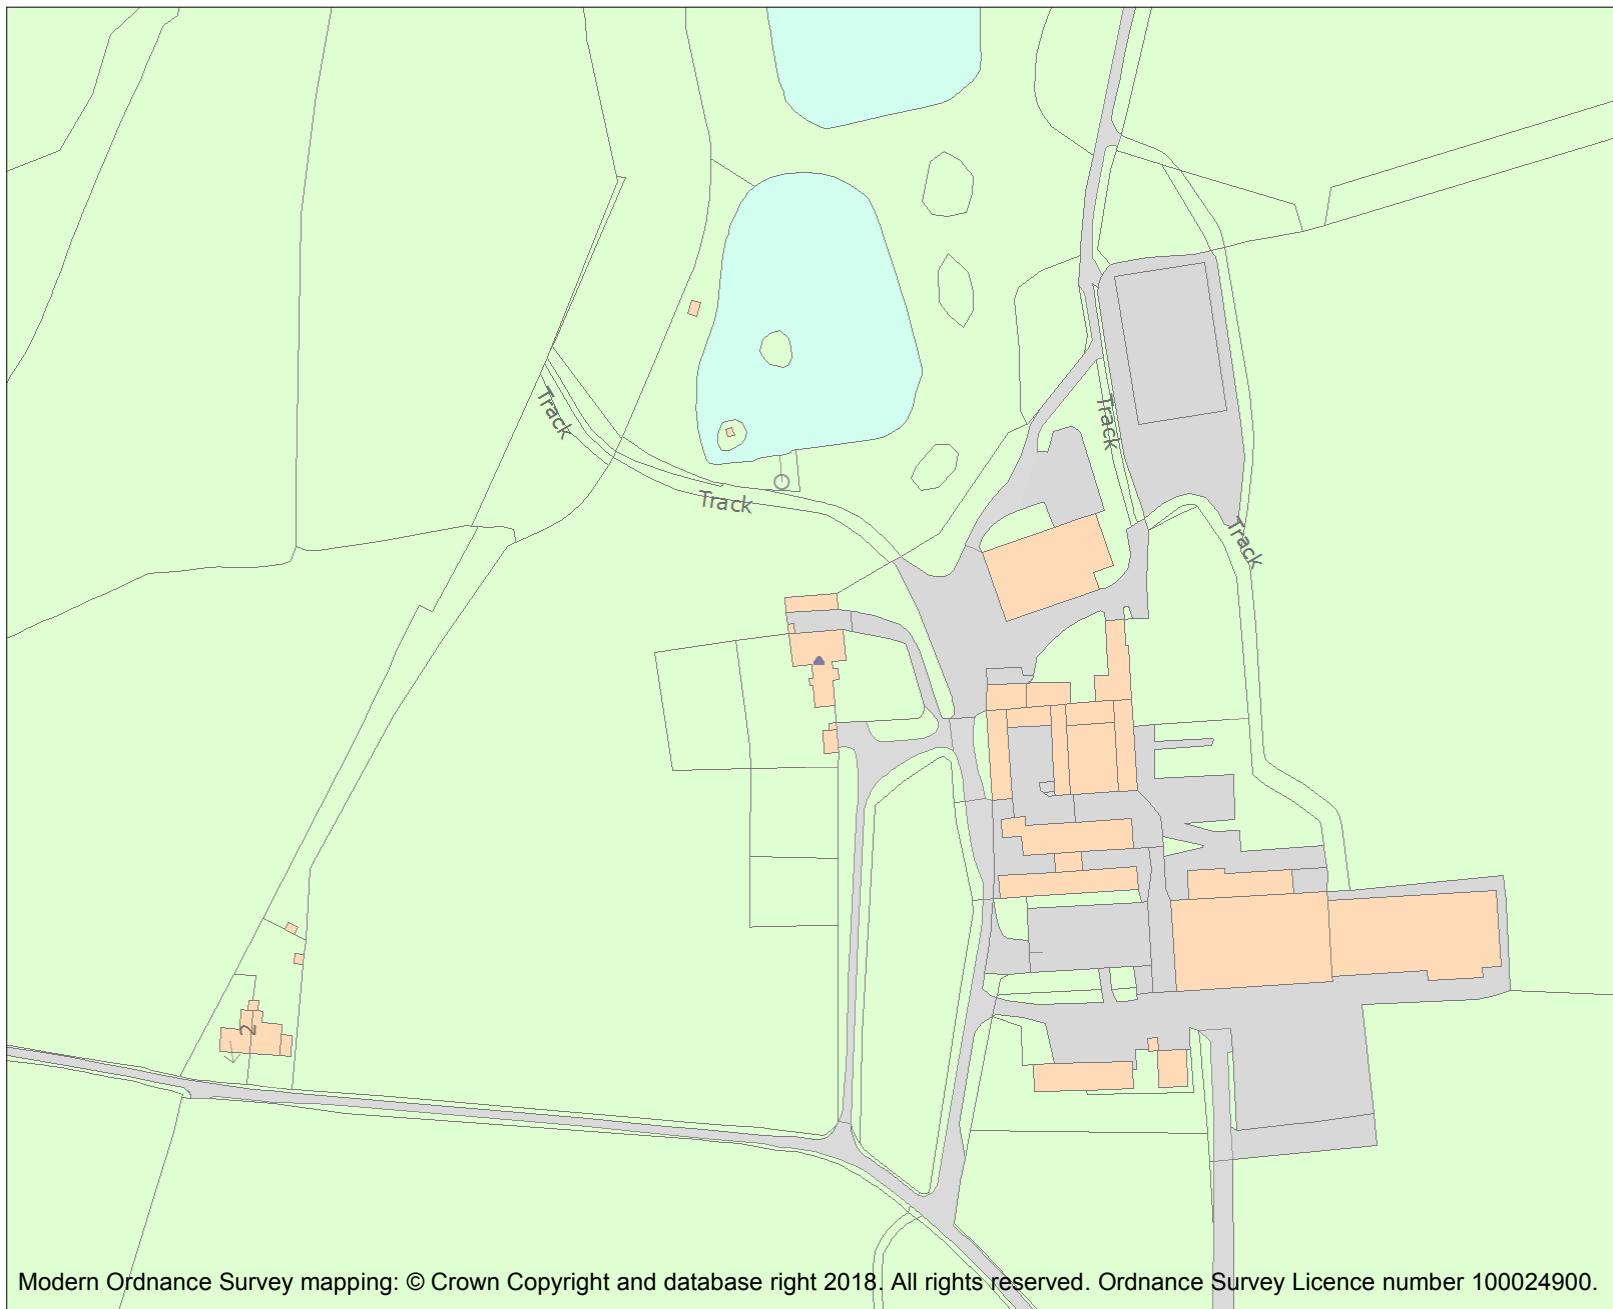 Track
Track
Track
Track
2
Modern Ordnance Survey mapping: © Crown Copyright and database right 2018. All rights reserved. Ordnance Survey Licence number 100024900.